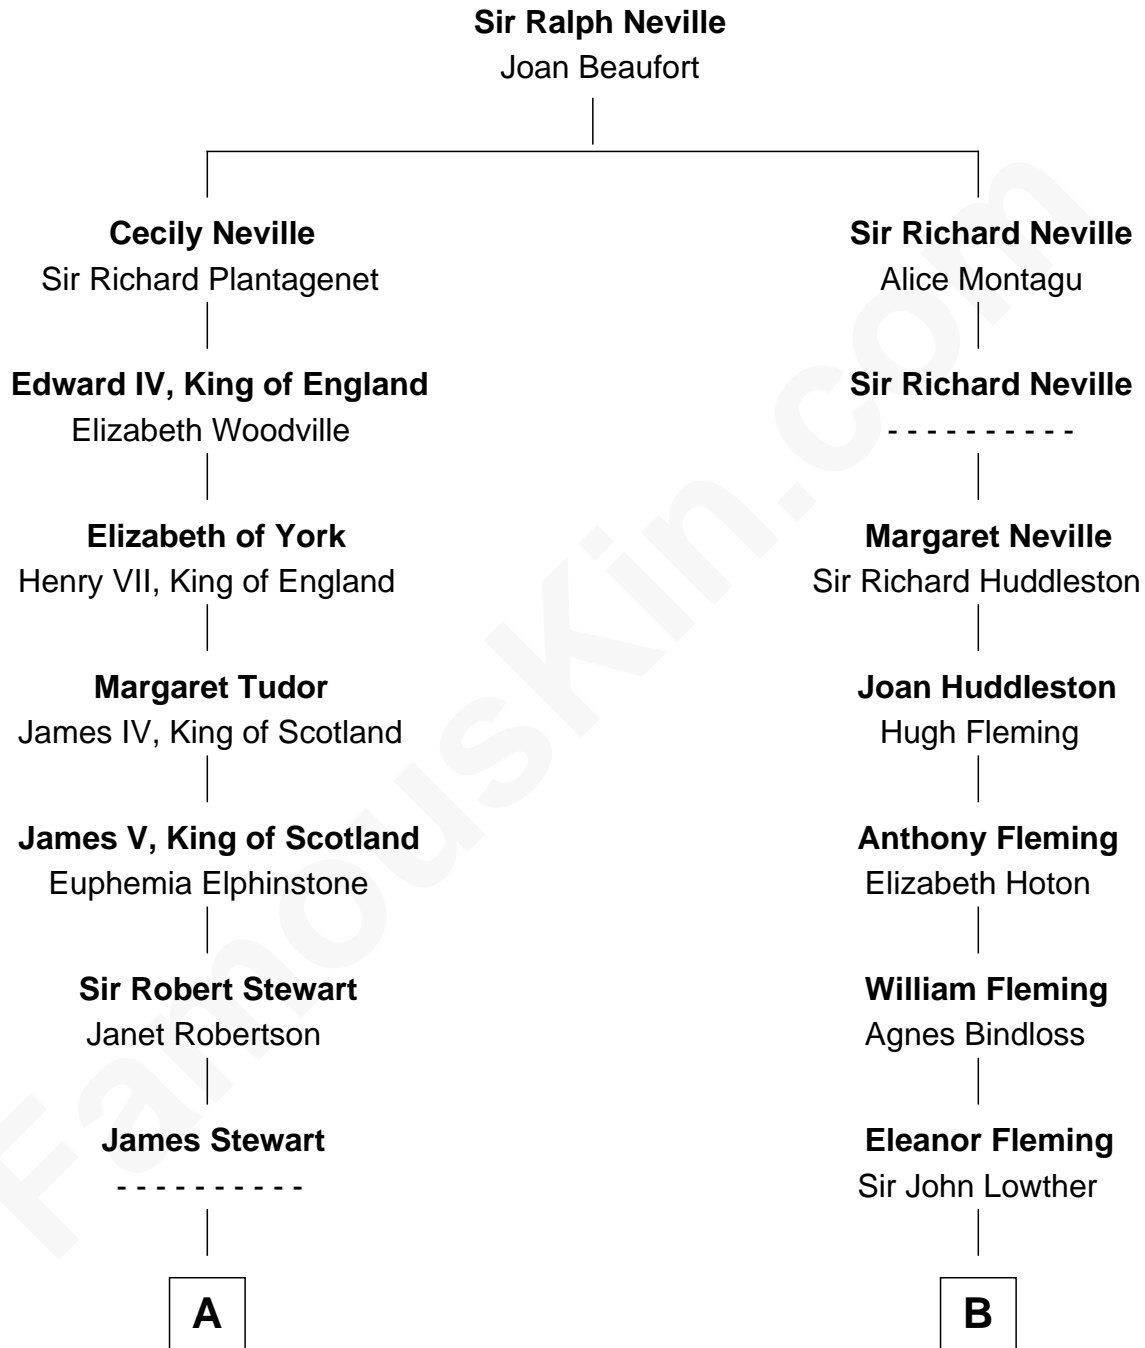 Sir Ralph Neville
Joan Beaufort
Cecily Neville
Sir Richard Plantagenet
Edward IV, King of England
Elizabeth Woodville
Elizabeth of York
Henry VII, King of England
Margaret Tudor
James IV, King of Scotland
James V, King of Scotland
Euphemia Elphinstone
Sir Robert Stewart
Janet Robertson
James Stewart
- - - - - - - - - -
A
Sir Richard Neville
Alice Montagu
Sir Richard Neville
- - - - - - - - - -
Margaret Neville
Sir Richard Huddleston
Joan Huddleston
Hugh Fleming
Anthony Fleming
Elizabeth Hoton
William Fleming
Agnes Bindloss
Eleanor Fleming
Sir John Lowther
B
FamousKin.com